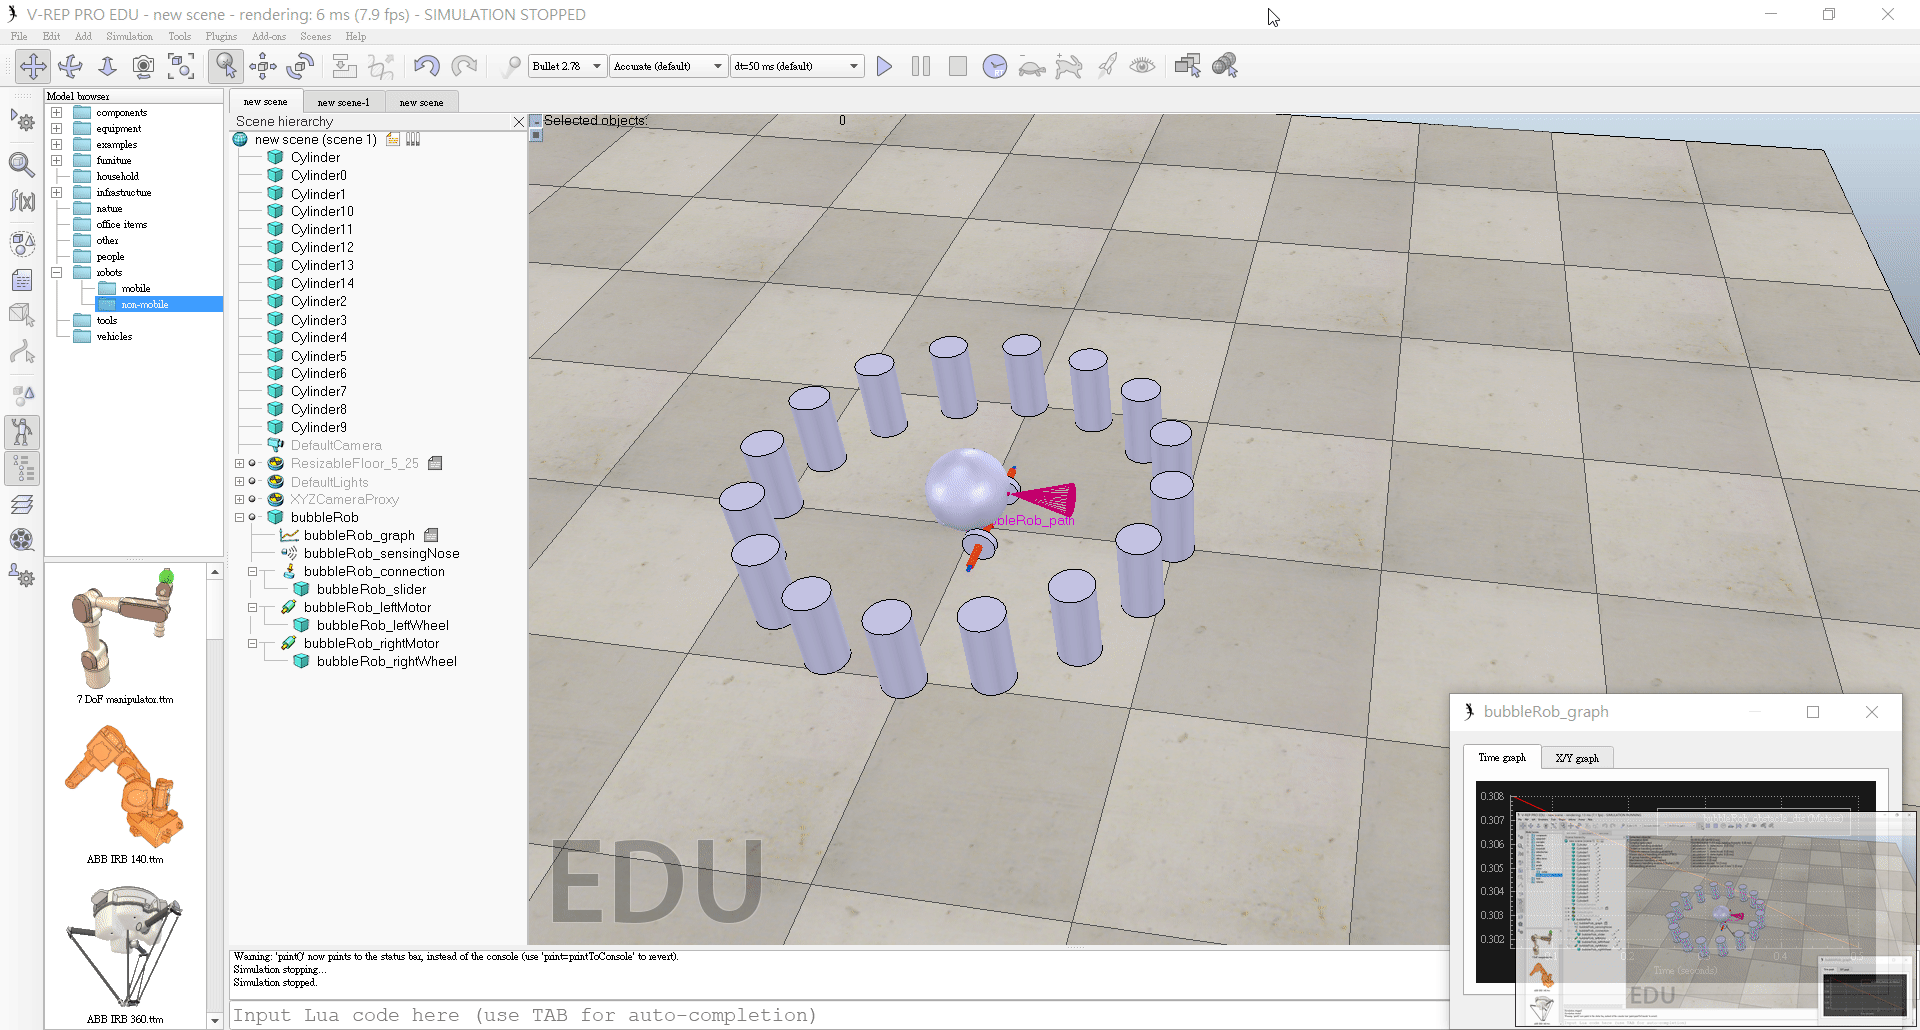 V-REP PRO EDU - new scene - rendering: 6 ms (7.9 fps) - SIMULATION STOPPED
File Edit Add Simulation Tools Plugins Add-ons Scenes Help
Bullet 2.78 Accurate (default) dt=50 ms (default)
Model browser
components
equipment
examples
furniture
household
infrastructure
nature
office items
other
people
robots
mobile
non-mobile
tools
vehicles
7 DoF manipulator.ttm
ABB IRB 140.ttm
ABB IRB 360.ttm
new scene new scene-1 new scene
Scene hierarchy
new scene (scene 1)
Cylinder
Cylinder0
Cylinder1
Cylinder10
Cylinder11
Cylinder12
Cylinder13
Cylinder14
Cylinder2
Cylinder3
Cylinder4
Cylinder5
Cylinder6
Cylinder7
Cylinder8
Cylinder9
DefaultCamera
ResizableFloor_5_25
DefaultLights
XYZCameraProxy
bubbleRob
bubbleRob_graph
bubbleRob_sensingNose
bubbleRob_connection
bubbleRob_slider
bubbleRob_leftMotor
bubbleRob_leftWheel
bubbleRob_rightMotor
bubbleRob_rightWheel
Selected objects: 0
bleRob_path
EDU
Warning: 'print()' now prints to the status bar, instead of the console (use 'print=printToConsole' to revert).
Simulation stopping...
Simulation stopped.
Input Lua code here (use TAB for auto-completion)
bubbleRob_graph
Time graph X/Y graph
0.308
0.307
0.306
0.305
0.304
0.303
0.302
bubbleRob_obstacle_dis (Meters)
Time (seconds)
EDU